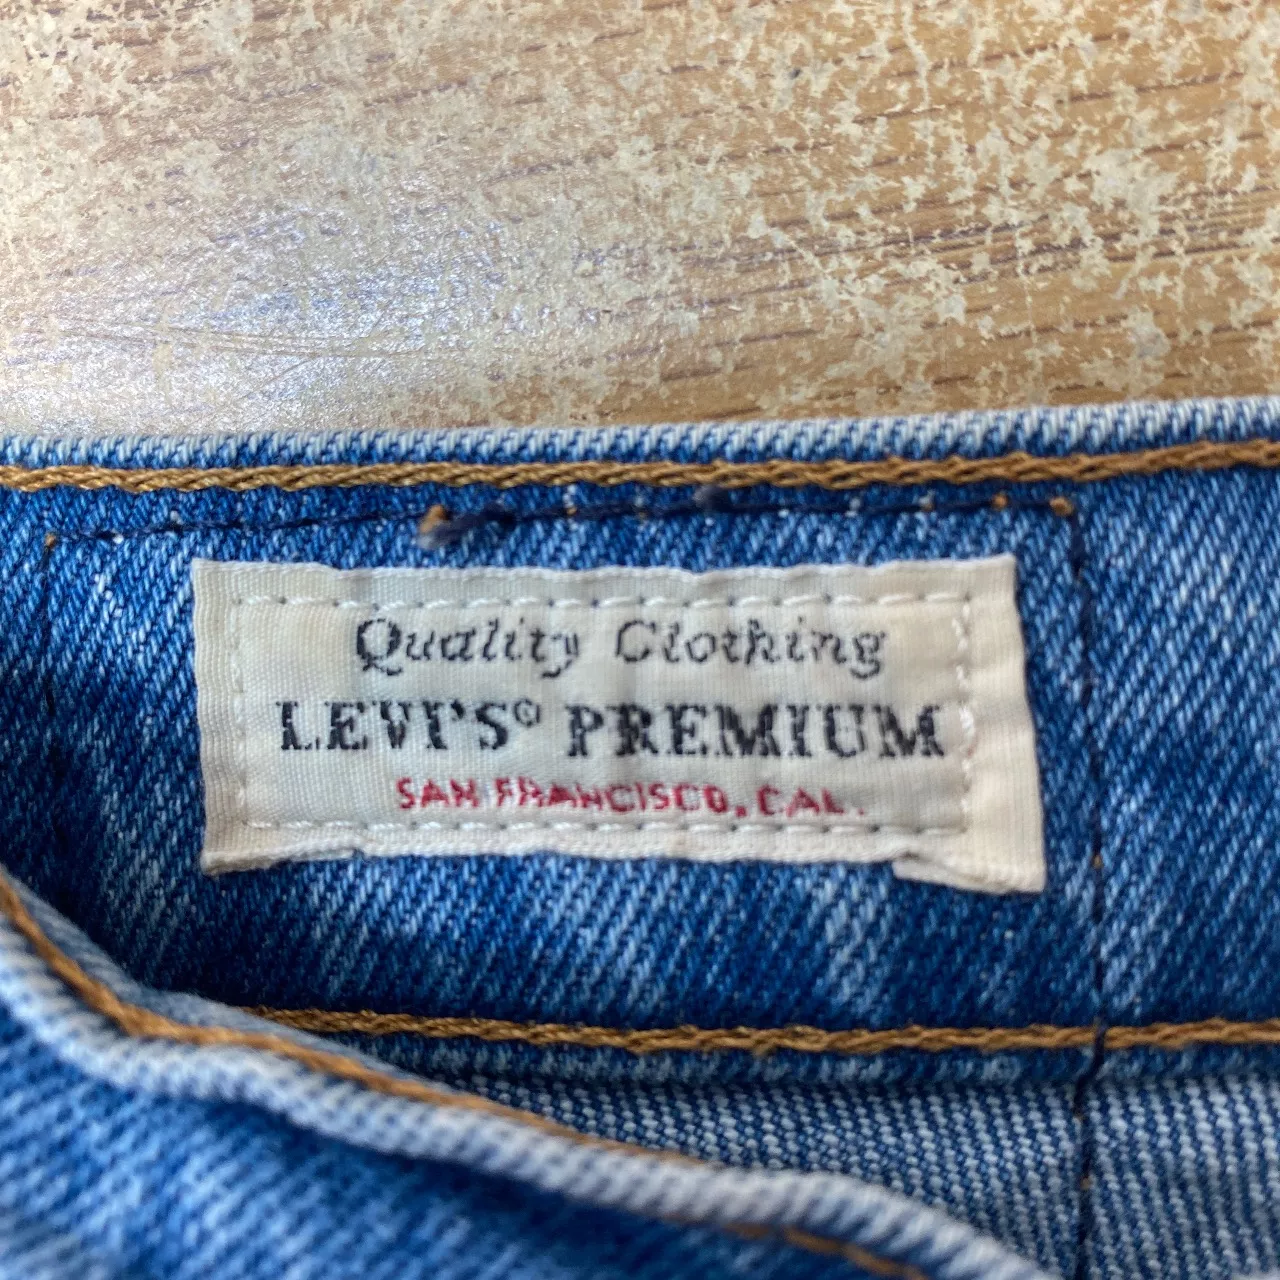 Quality Clothing
LEVI'S® PREMIUM
SAN FRANCISCO, CAL.